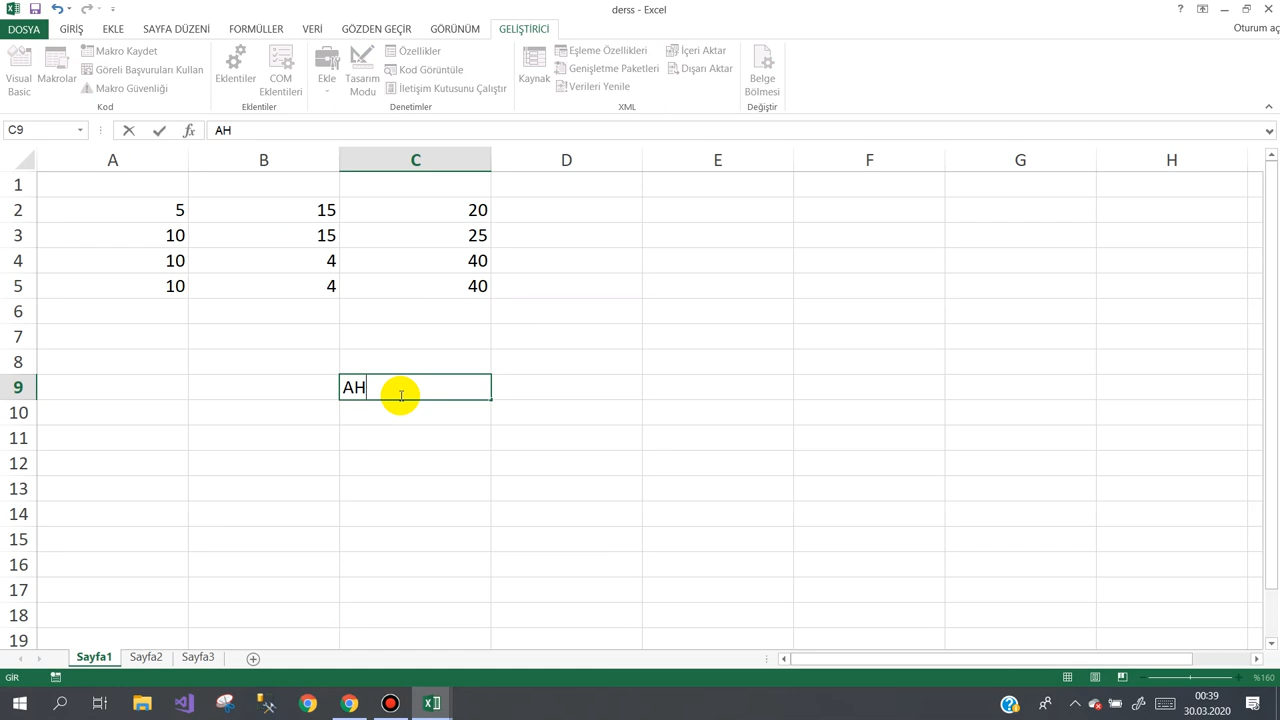 derss - Excel
DOSYA GİRİŞ EKLE SAYFA DÜZENİ FORMÜLLER VERİ GÖZDEN GEÇİR GÖRÜNÜM GELİŞTİRİCİ Oturum aç
Visual Basic
Makrolar
Makro Kaydet
Göreli Başvuruları Kullan
Makro Güvenliği
Kod
Eklentiler
COM Eklentileri
Eklentiler
Ekle
Tasarım Modu
Özellikler
Kod Görüntüle
İletişim Kutusunu Çalıştır
Denetimler
Kaynak
Eşleme Özellikleri
Genişletme Paketleri
Verileri Yenile
İçeri Aktar
Dışarı Aktar
XML
Belge Bölmesi
Değiştir
C9 fx AH
A B C D E F G H
1
2 5 15 20
3 10 15 25
4 10 4 40
5 10 4 40
6
7
8
9 AH
10
11
12
13
14
15
16
17
18
19
Sayfa1 Sayfa2 Sayfa3
GİR %160
00:39
30.03.2020